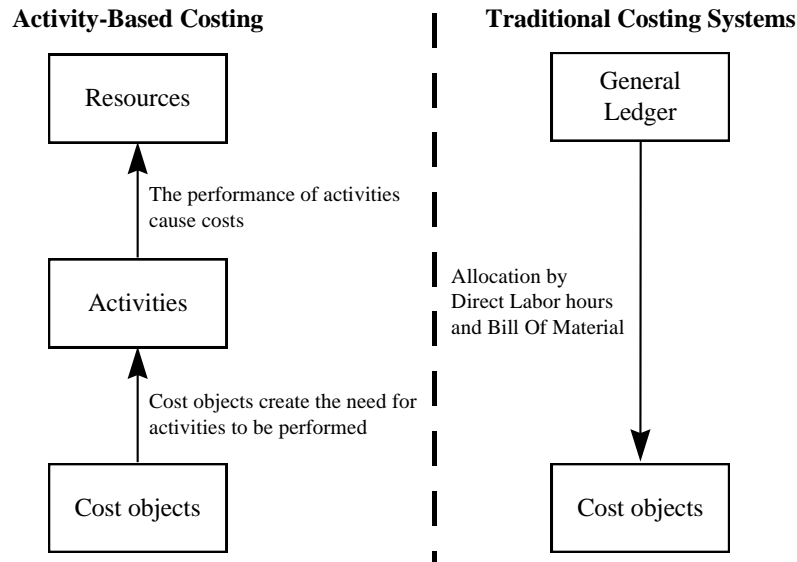 Activity-Based Costing
Resources
The performance of activities
cause costs
Activities
Cost objects create the need for
activities to be performed
Cost objects
Traditional Costing Systems
General
Ledger
Allocation by
Direct Labor hours
and Bill Of Material
Cost objects